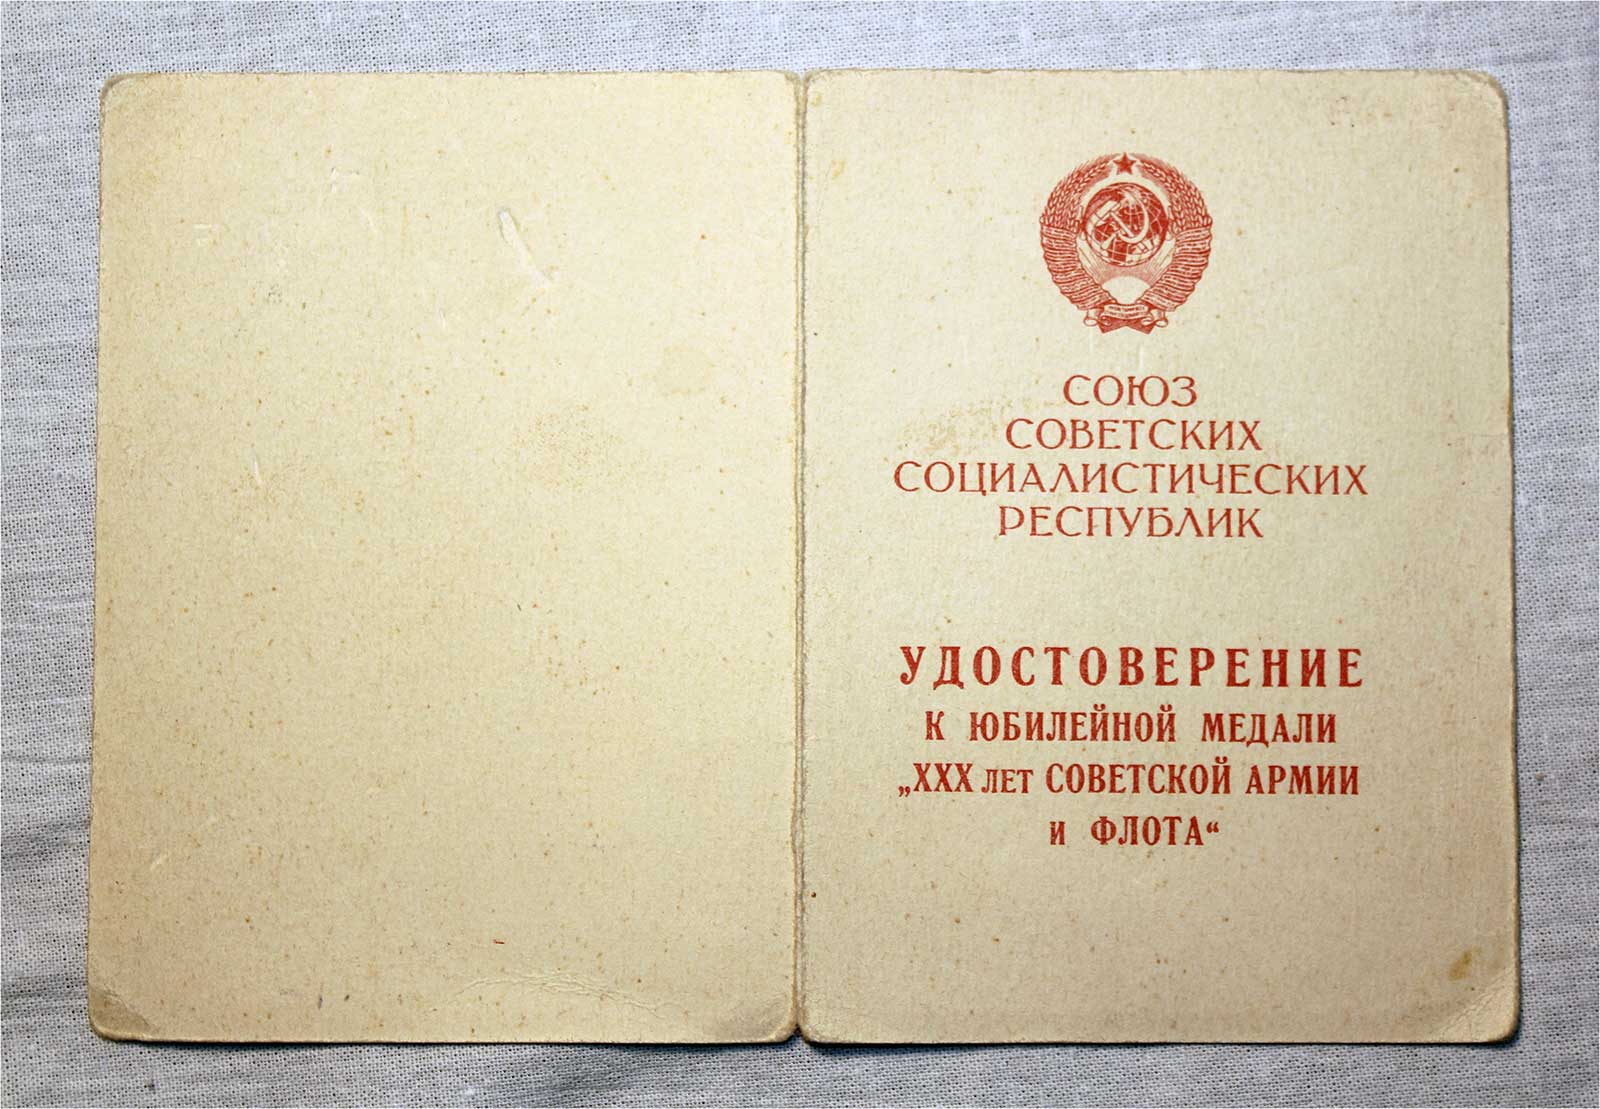 СОЮЗ
СОВЕТСКИХ
СОЦИАЛИСТИЧЕСКИХ
РЕСПУБЛИК
УДОСТОВЕРЕНИЕ
К ЮБИЛЕЙНОЙ МЕДАЛИ
„XXX ЛЕТ СОВЕТСКОЙ АРМИИ
И ФЛОТА“